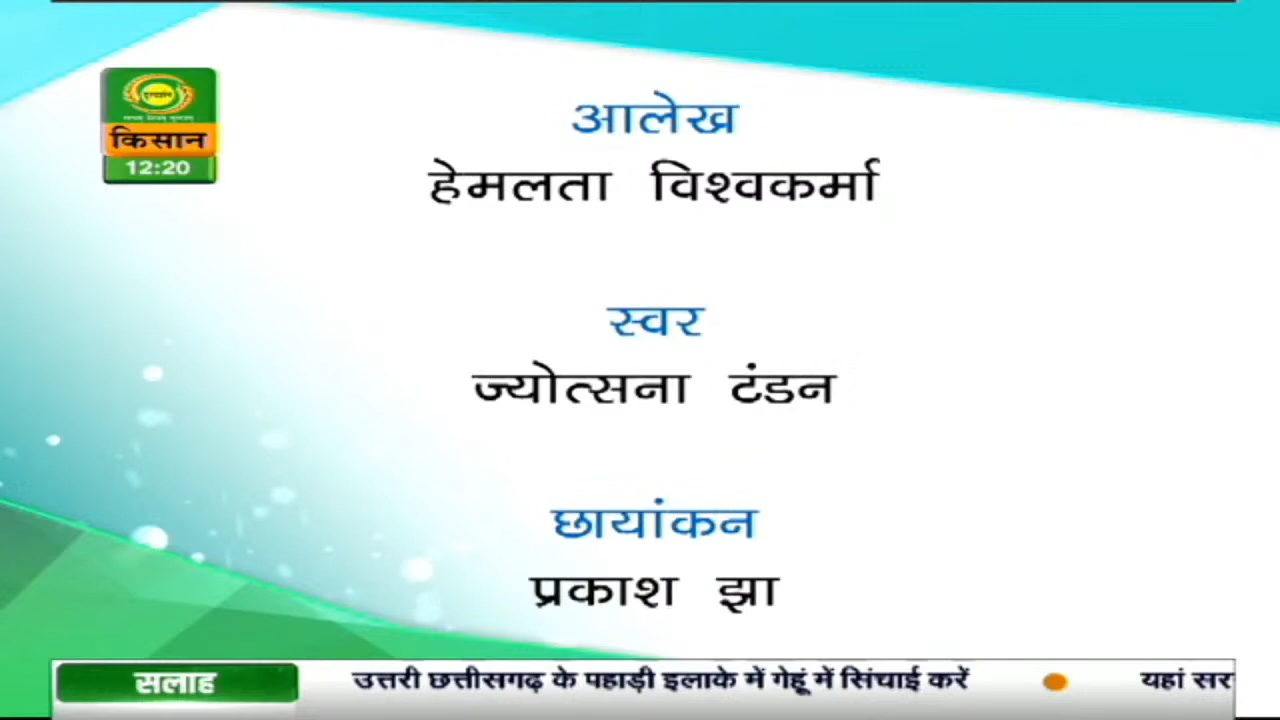 किसान
12:20
आलेख
हेमलता विश्वकर्मा
स्वर
ज्योत्सना टंडन
छायांकन
प्रकाश झा
सलाह
उत्तरी छत्तीसगढ़ के पहाड़ी इलाके में गेहूं में सिंचाई करें
यहां सर